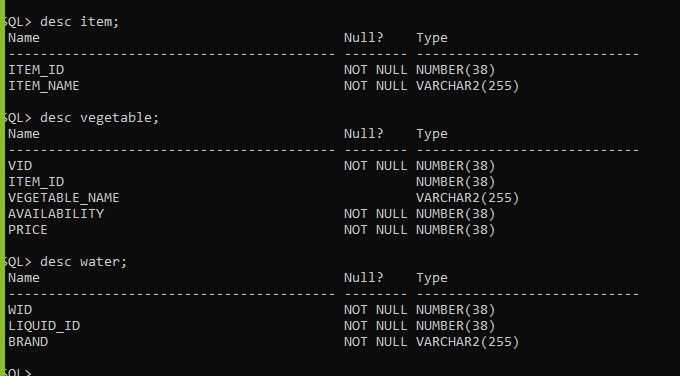 SQL> desc item;
Name Null? Type
----------------------------------------- -------- ----------------------------
ITEM_ID NOT NULL NUMBER(38)
ITEM_NAME NOT NULL VARCHAR2(255)
SQL> desc vegetable;
Name Null? Type
----------------------------------------- -------- ----------------------------
VID NOT NULL NUMBER(38)
ITEM_ID NUMBER(38)
VEGETABLE_NAME VARCHAR2(255)
AVAILABILITY NOT NULL NUMBER(38)
PRICE NOT NULL NUMBER(38)
SQL> desc water;
Name Null? Type
----------------------------------------- -------- ----------------------------
WID NOT NULL NUMBER(38)
LIQUID_ID NOT NULL NUMBER(38)
BRAND NOT NULL VARCHAR2(255)
SQL>